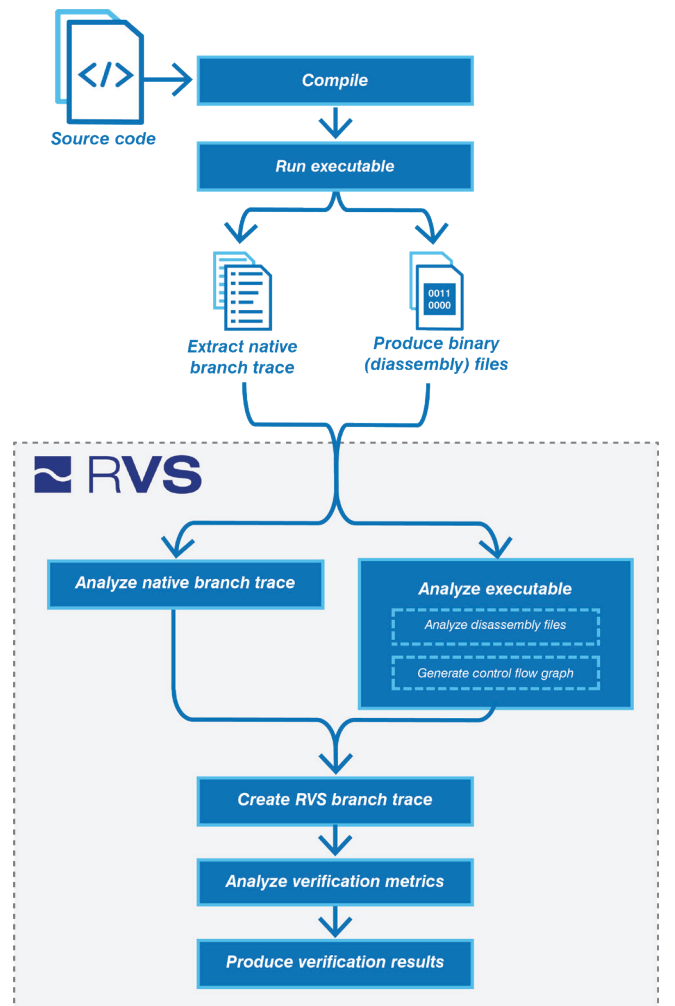 </>
Compile
Source code
Run executable
0011
0000
Extract native
branch trace
Produce binary
(diassembly) files
RVS
Analyze native branch trace
Analyze executable
Analyze disassembly files
Generate control flow graph
Create RVS branch trace
Analyze verification metrics
Produce verification results